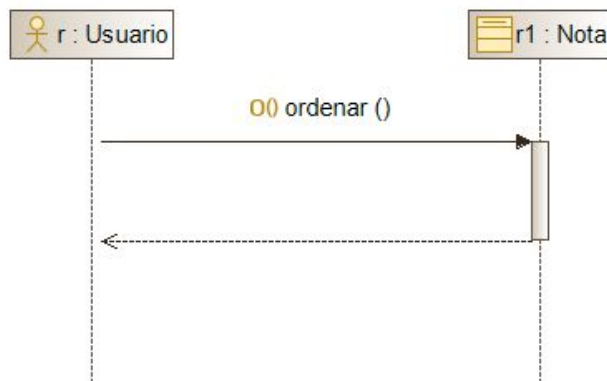 r : Usuario
r1 : Nota
O() ordenar ()